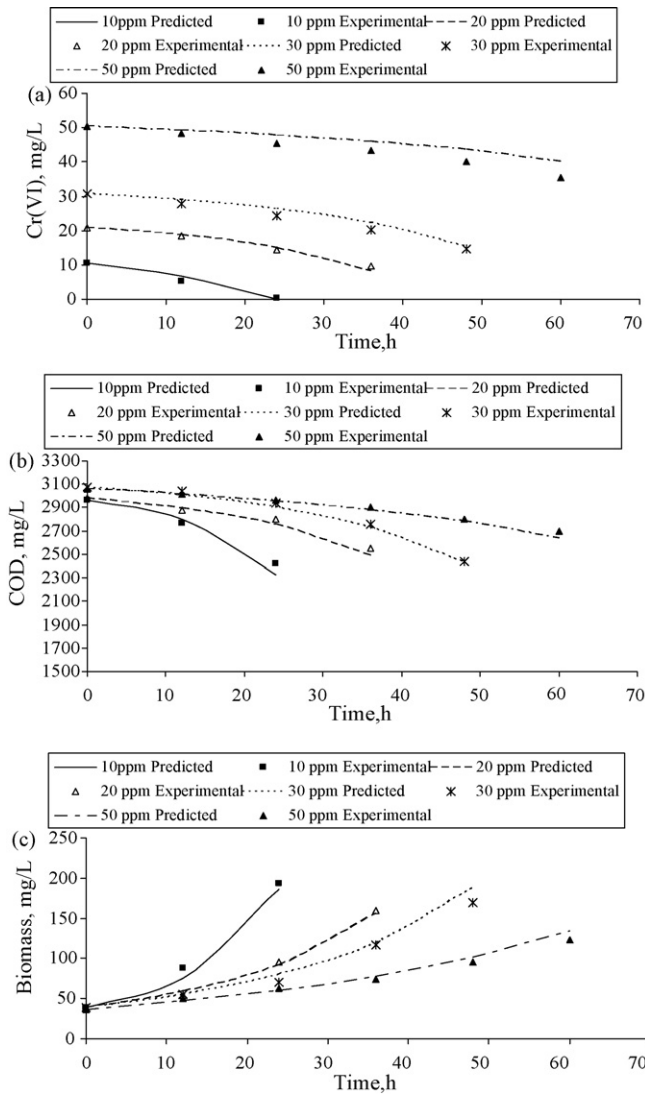 10ppm Predicted 10 ppm Experimental 20 ppm Predicted
20 ppm Experimental 30 ppm Predicted 30 ppm Experimental
50 ppm Predicted 50 ppm Experimental
(a)
Cr(VI), mg/L
60
50
40
30
20
10
0
0 10 20 30 40 50 60 70
Time,h
10ppm Predicted 10 ppm Experimental 20 ppm Predicted
20 ppm Experimental 30 ppm Predicted 30 ppm Experimental
50 ppm Predicted 50 ppm Experimental
(b)
COD, mg/L
3300
3100
2900
2700
2500
2300
2100
1900
1700
1500
0 10 20 30 40 50 60 70
Time,h
10ppm Predicted 10 ppm Experimental 20 ppm Predicted
20 ppm Experimental 30 ppm Predicted 30 ppm Experimental
50 ppm Predicted 50 ppm Experimental
(c)
Biomass, mg/L
200
150
100
50
0
0 10 20 30 40 50 60 70
Time,h